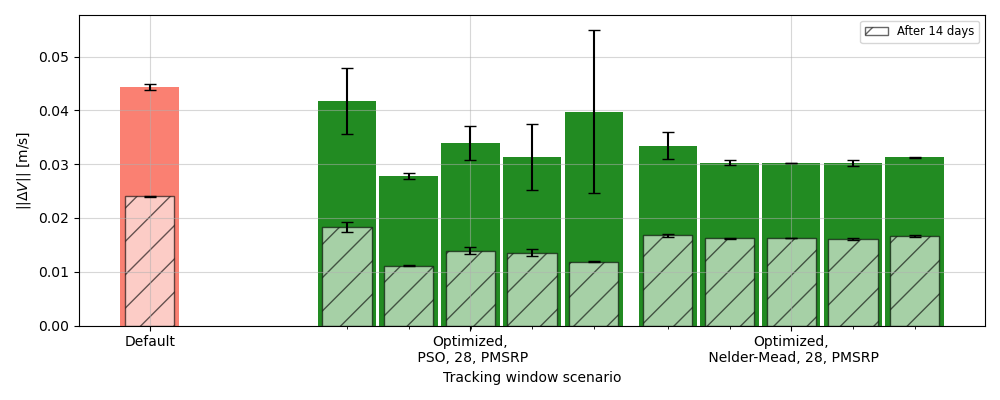 After 14 days
||ΔV|| [m/s]
0.05
0.04
0.03
0.02
0.01
0.00
Default
Optimized,
PSO, 28, PMSRP
Optimized,
Nelder-Mead, 28, PMSRP
Tracking window scenario